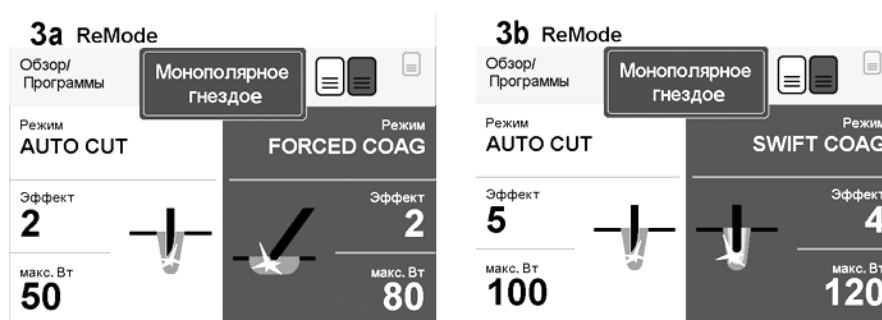 3a ReMode
Обзор/
Программы
Монополярное
гнездое
Режим
AUTO CUT
Режим
FORCED COAG
Эффект
2
Эффект
2
макс. Вт
50
макс. Вт
80
3b ReMode
Обзор/
Программы
Монополярное
гнездое
Режим
AUTO CUT
Режим
SWIFT COAG
Эффект
5
Эффект
4
макс. Вт
100
макс. Вт
120